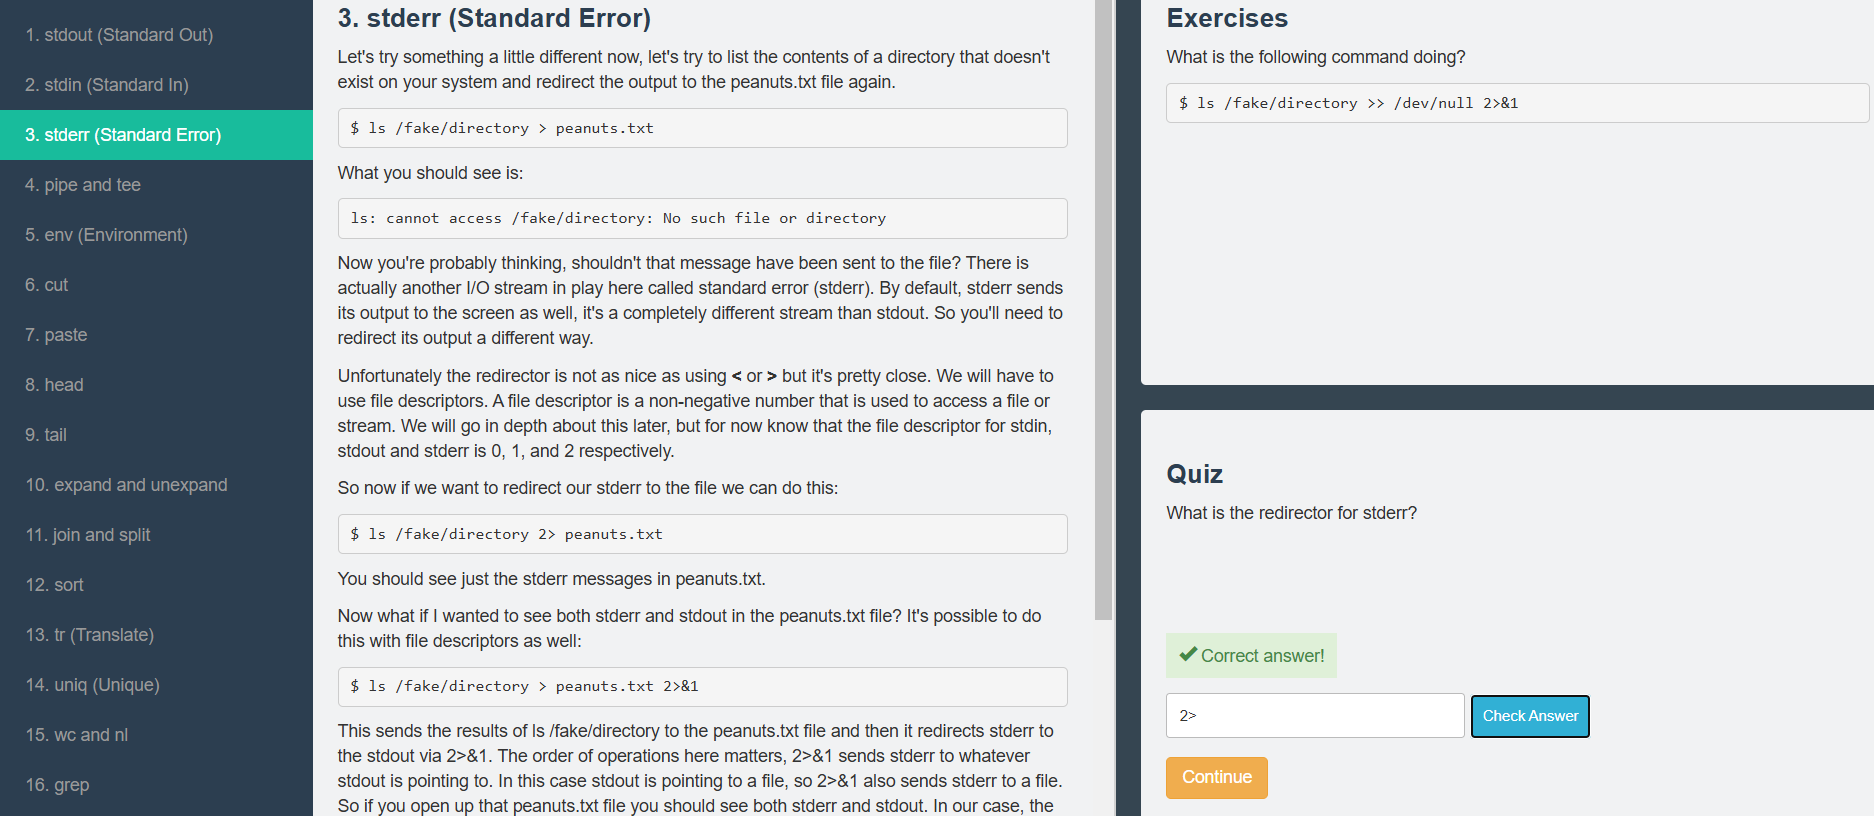 1. stdout (Standard Out)
2. stdin (Standard In)
3. stderr (Standard Error)
4. pipe and tee
5. env (Environment)
6. cut
7. paste
8. head
9. tail
10. expand and unexpand
11. join and split
12. sort
13. tr (Translate)
14. uniq (Unique)
15. wc and nl
16. grep
3. stderr (Standard Error)
Let's try something a little different now, let's try to list the contents of a directory that doesn't
exist on your system and redirect the output to the peanuts.txt file again.
$ ls /fake/directory > peanuts.txt
What you should see is:
ls: cannot access /fake/directory: No such file or directory
Now you're probably thinking, shouldn't that message have been sent to the file? There is
actually another I/O stream in play here called standard error (stderr). By default, stderr sends
its output to the screen as well, it's a completely different stream than stdout. So you'll need to
redirect its output a different way.
Unfortunately the redirector is not as nice as using < or > but it's pretty close. We will have to
use file descriptors. A file descriptor is a non-negative number that is used to access a file or
stream. We will go in depth about this later, but for now know that the file descriptor for stdin,
stdout and stderr is 0, 1, and 2 respectively.
So now if we want to redirect our stderr to the file we can do this:
$ ls /fake/directory 2> peanuts.txt
You should see just the stderr messages in peanuts.txt.
Now what if I wanted to see both stderr and stdout in the peanuts.txt file? It's possible to do
this with file descriptors as well:
$ ls /fake/directory > peanuts.txt 2>&1
This sends the results of ls /fake/directory to the peanuts.txt file and then it redirects stderr to
the stdout via 2>&1. The order of operations here matters, 2>&1 sends stderr to whatever
stdout is pointing to. In this case stdout is pointing to a file, so 2>&1 also sends stderr to a file.
So if you open up that peanuts.txt file you should see both stderr and stdout. In our case, the
Exercises
What is the following command doing?
$ ls /fake/directory >> /dev/null 2>&1
Quiz
What is the redirector for stderr?
✔ Correct answer!
2>
Check Answer
Continue